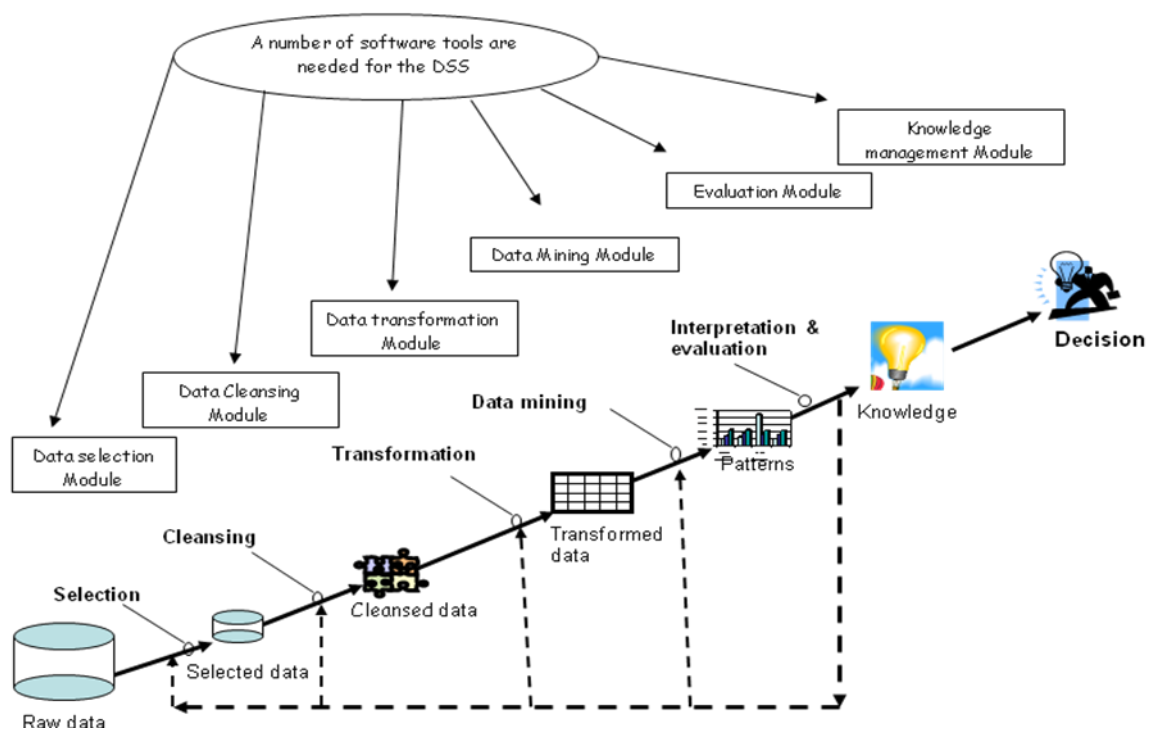 A number of software tools are
needed for the DSS
Knowledge
management Module
Evaluation Module
Data Mining Module
Data transformation
Module
Data Cleansing
Module
Data selection
Module
Interpretation &
evaluation
Decision
Knowledge
Data mining
Patterns
Transformation
Transformed
data
Cleansing
Cleansed data
Selection
Selected data
Raw data